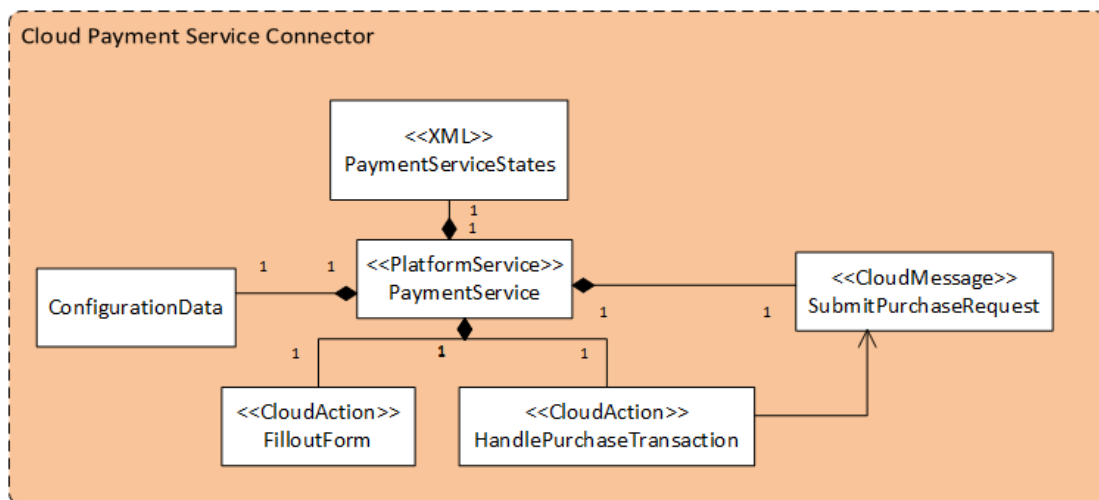 Cloud Payment Service Connector
<<XML>>
PaymentServiceStates
1
1
<<PlatformService>>
PaymentService
1
1
ConfigurationData
<<CloudMessage>>
SubmitPurchaseRequest
1
1
1
1
1
<<CloudAction>>
FilloutForm
<<CloudAction>>
HandlePurchaseTransaction